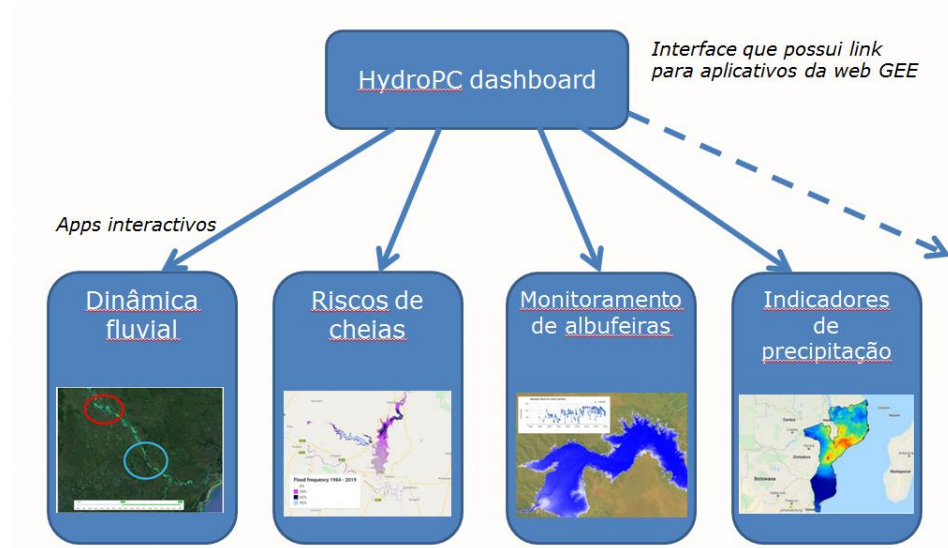 HydroPC dashboard
Interface que possui link
para aplicativos da web GEE
Apps interactivos
Dinâmica
fluvial
Riscos de
cheias
Flood frequency 1984 - 2019
Monitoramento
de albufeiras
Indicadores
de
precipitação
Botswana